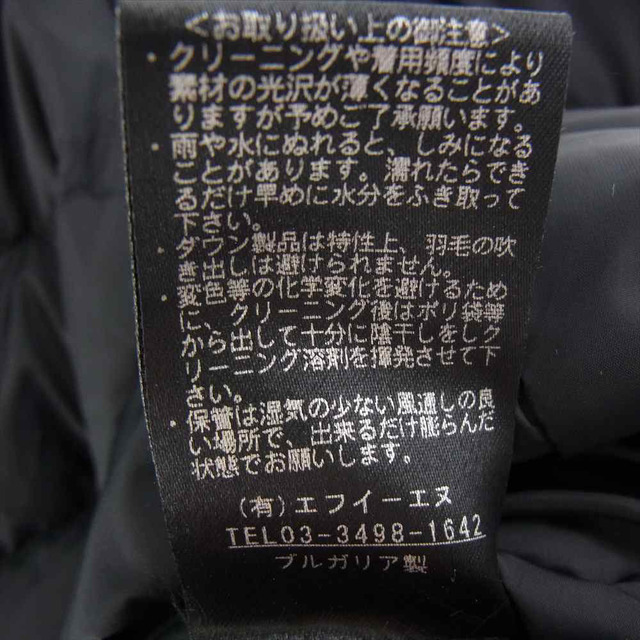 <お取り扱い上の御注意>
・クリーニングや着用頻度により
素材の光沢が薄くなることがあ
りますが予めご了承願います。
・雨や水にぬれると、しみになる
ことがあります。濡れたらでき
るだけ早めに水分をふき取って
下さい。
・ダウン製品は特性上、羽毛の吹
き出しは避けられません。
・変色等の化学変化を避けるため
に、クリーニング後はポリ袋等
から出して十分に陰干しをしク
リーニング溶剤を揮発させて下
さい。
・保管は湿気の少ない風通しの良
い場所で、出来るだけ膨らんだ
状態でお願いします。
(有)エフイーエヌ
TEL03-3498-1642
ブルガリア製